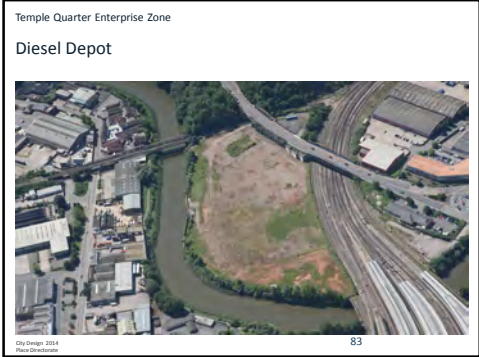 Temple Quarter Enterprise Zone
Diesel Depot
City Design 2014
Place Directorate
83